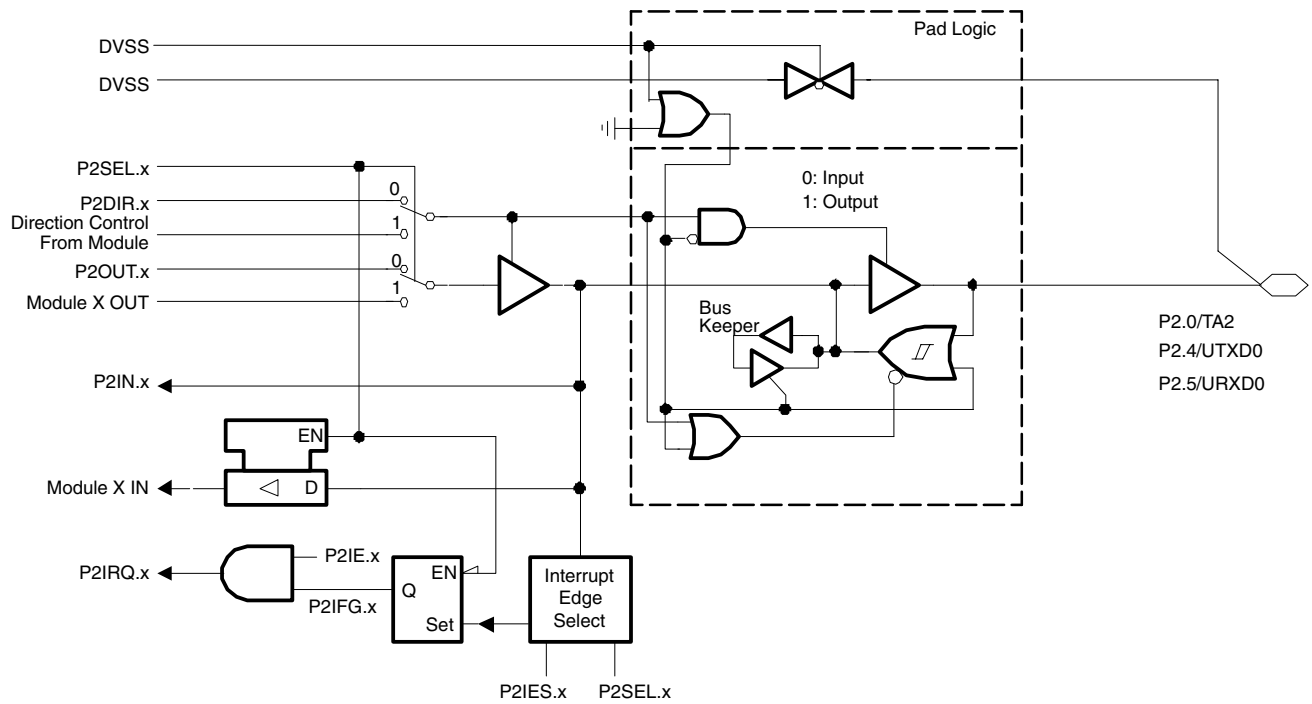 Pad Logic
DVSS
DVSS
P2SEL.x
0
P2DIR.x
Direction Control
From Module
1
0
P2OUT.x
1
Module X OUT
0: Input
1: Output
Bus
Keeper
P2.0/TA2
P2.4/UTXD0
P2.5/URXD0
P2IN.x
EN
Module X IN
D
P2IE.x
P2IRQ.x
P2IFG.x
EN
Q
Set
Interrupt
Edge
Select
P2IES.x
P2SEL.x